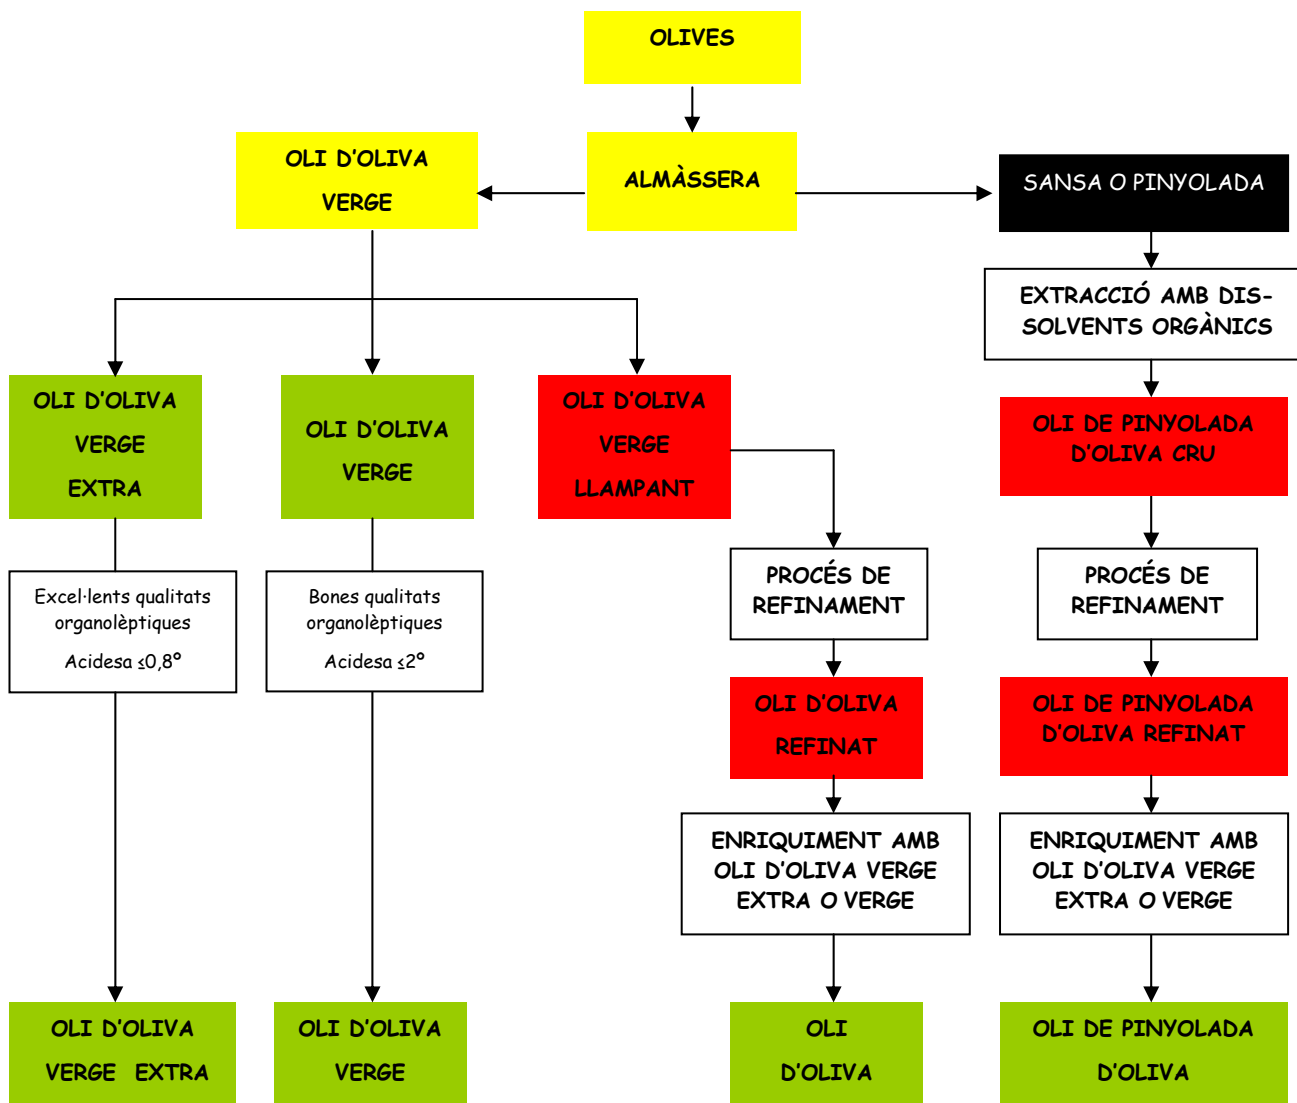 OLIVES
OLI D'OLIVA
VERGE
ALMÀSSERA
SANSA O PINYOLADA
EXTRACCIÓ AMB DIS-
SOLVENTS ORGÀNICS
OLI D'OLIVA
VERGE
EXTRA
OLI D'OLIVA
VERGE
OLI D'OLIVA
VERGE
LLAMPANT
OLI DE PINYOLADA
D'OLIVA CRU
Excel·lents qualitats
organolèptiques
Acidesa ≤0,8º
Bones qualitats
organolèptiques
Acidesa ≤2º
PROCÉS DE
REFINAMENT
PROCÉS DE
REFINAMENT
OLI D'OLIVA
REFINAT
OLI DE PINYOLADA
D'OLIVA REFINAT
ENRIQUIMENT AMB
OLI D'OLIVA VERGE
EXTRA O VERGE
ENRIQUIMENT AMB
OLI D'OLIVA VERGE
EXTRA O VERGE
OLI D'OLIVA
VERGE EXTRA
OLI D'OLIVA
VERGE
OLI
D'OLIVA
OLI DE PINYOLADA
D'OLIVA